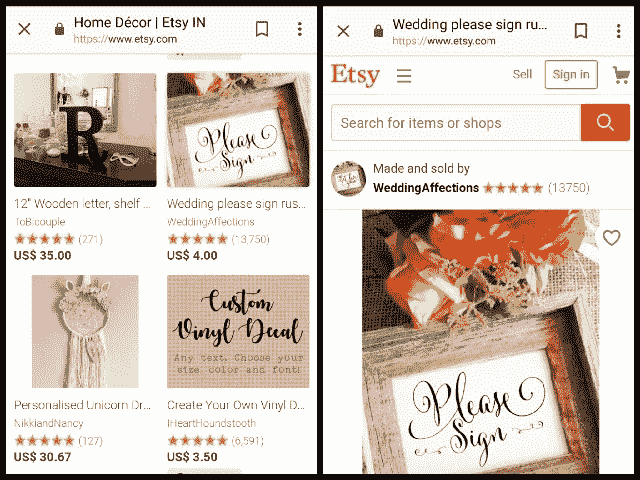 Home Décor | Etsy IN
https://www.etsy.com
R
Please
Sign
12" Wooden letter, shelf ...
ToBicouple
(271)
US$ 35.00
Wedding please sign rus...
WeddingAffections
(13,750)
US$ 4.00
Custom
Vinyl Decal
Any text. Choose your
size color and font!
Personalised Unicorn Dr...
NikkiandNancy
(127)
US$ 30.67
Create Your Own Vinyl D...
IHeartHoundstooth
(6,591)
US$ 3.50
Wedding please sign ru...
https://www.etsy.com
Etsy
Sell
Sign in
Search for items or shops
Made and sold by
WeddingAffections
(13750)
Please
Sign